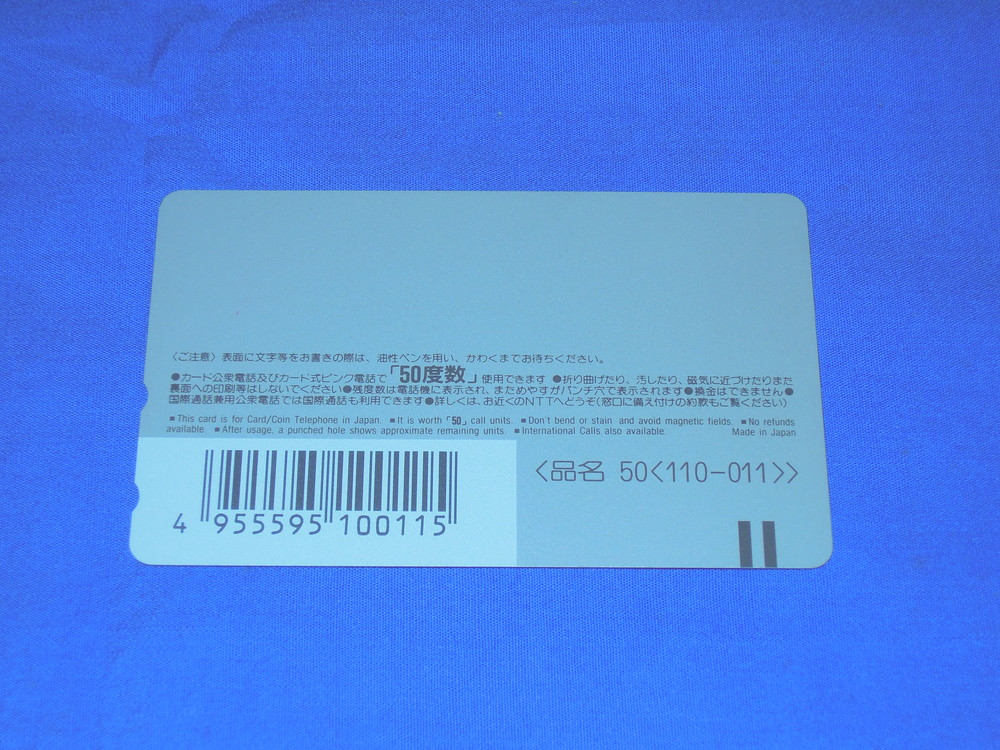 〈ご注意〉表面に文字等をお書きの際は、油性ペンを用い、かわくまでお待ちください。
●カード公衆電話及びカード式ピンク電話で「50度数」使用できます ●折り曲げたり、汚したり、磁気に近づけたりまた
裏面への印刷等はしないでください●残度数は電話機に表示され、まためやすがパンチ穴で表示されます●換金はできません●
国際通話兼用公衆電話では国際通話も利用できます●詳しくは、お近くのNTTへどうぞ(窓口に備え付けの約款もご覧ください)
■This card is for Card/Coin Telephone in Japan. ■It is worth「50」call units. ■Don't bend or stain and avoid magnetic fields. ■No refunds
available. ■After usage, a punched hole shows approximate remaining units. ■International Calls also available. Made in Japan
<品名 50<110-011>>
4 955595 100115